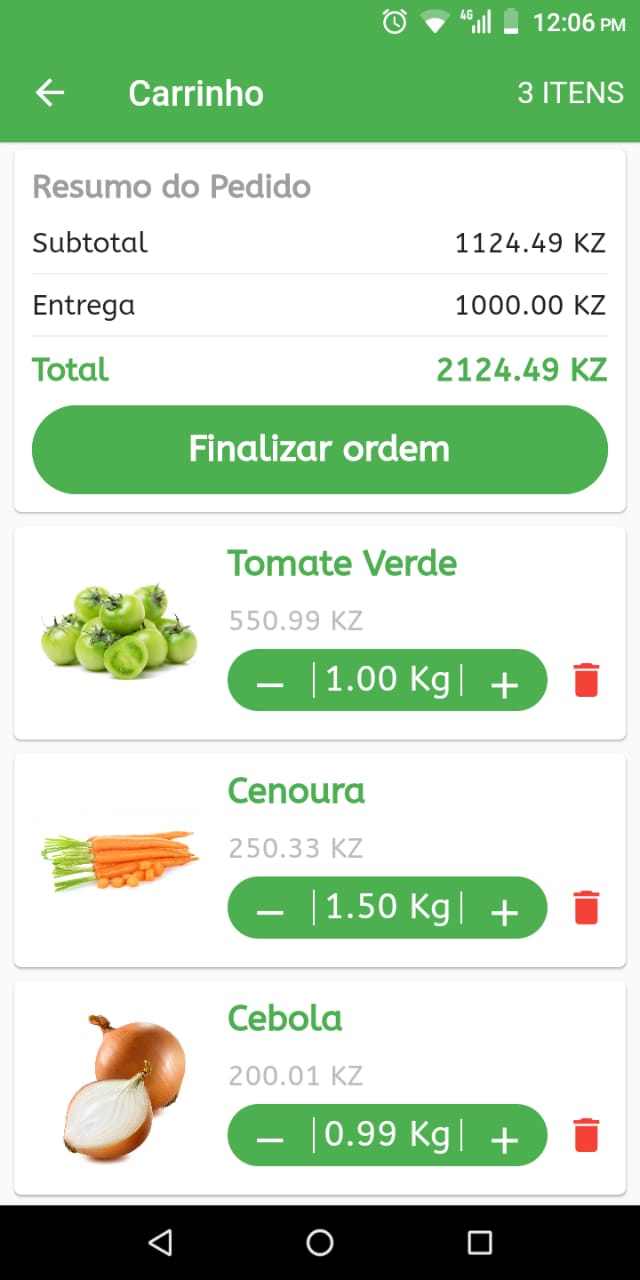 4G 12:06 PM
Carrinho 3 ITENS
Resumo do Pedido
Subtotal 1124.49 KZ
Entrega 1000.00 KZ
Total 2124.49 KZ
Finalizar ordem
Tomate Verde
550.99 KZ
− |1.00 Kg| +
Cenoura
250.33 KZ
− |1.50 Kg| +
Cebola
200.01 KZ
− |0.99 Kg| +